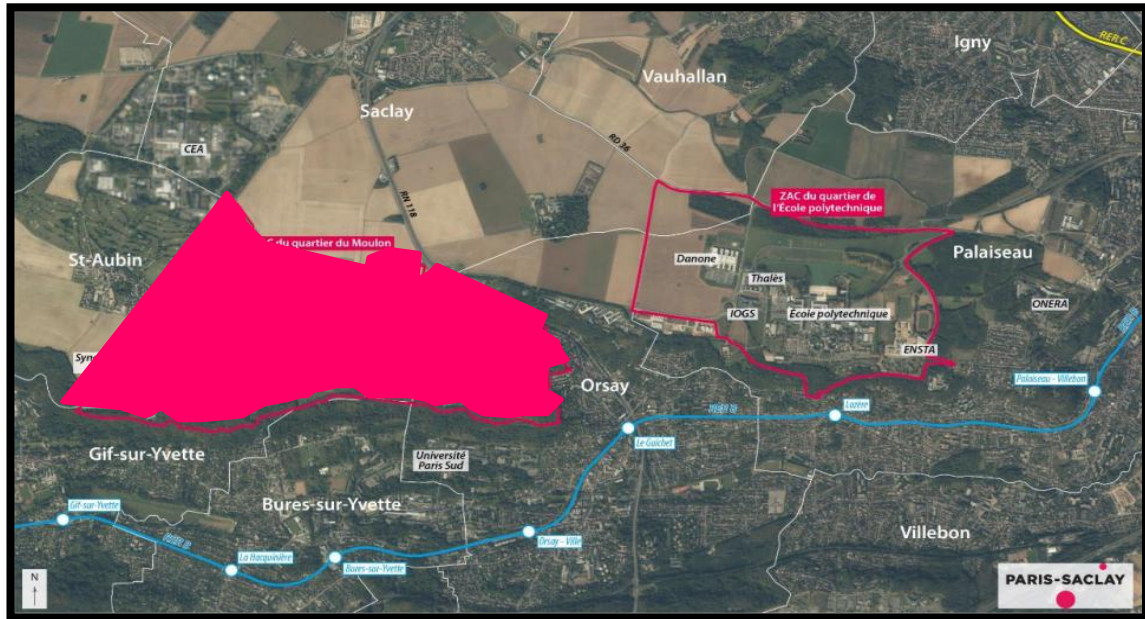 Igny
RER C
Vauhallan
Saclay
CEA
RD 36
RN 118
ZAC du quartier de
l'École polytechnique
du quartier du Moulon
St-Aubin
Palaiseau
Danone
Thalès
ONERA
IOGS
École polytechnique
RER B
ENSTA
Orsay
Palaiseau - Villebon
Lozère
RER B
Le Guichet
Gif-sur-Yvette
Université
Paris Sud
Bures-sur-Yvette
Gif-sur-Yvette
Orsay - Ville
Villebon
RER B
La Hacquinière
Bures-sur-Yvette
N
PARIS-SACLAY